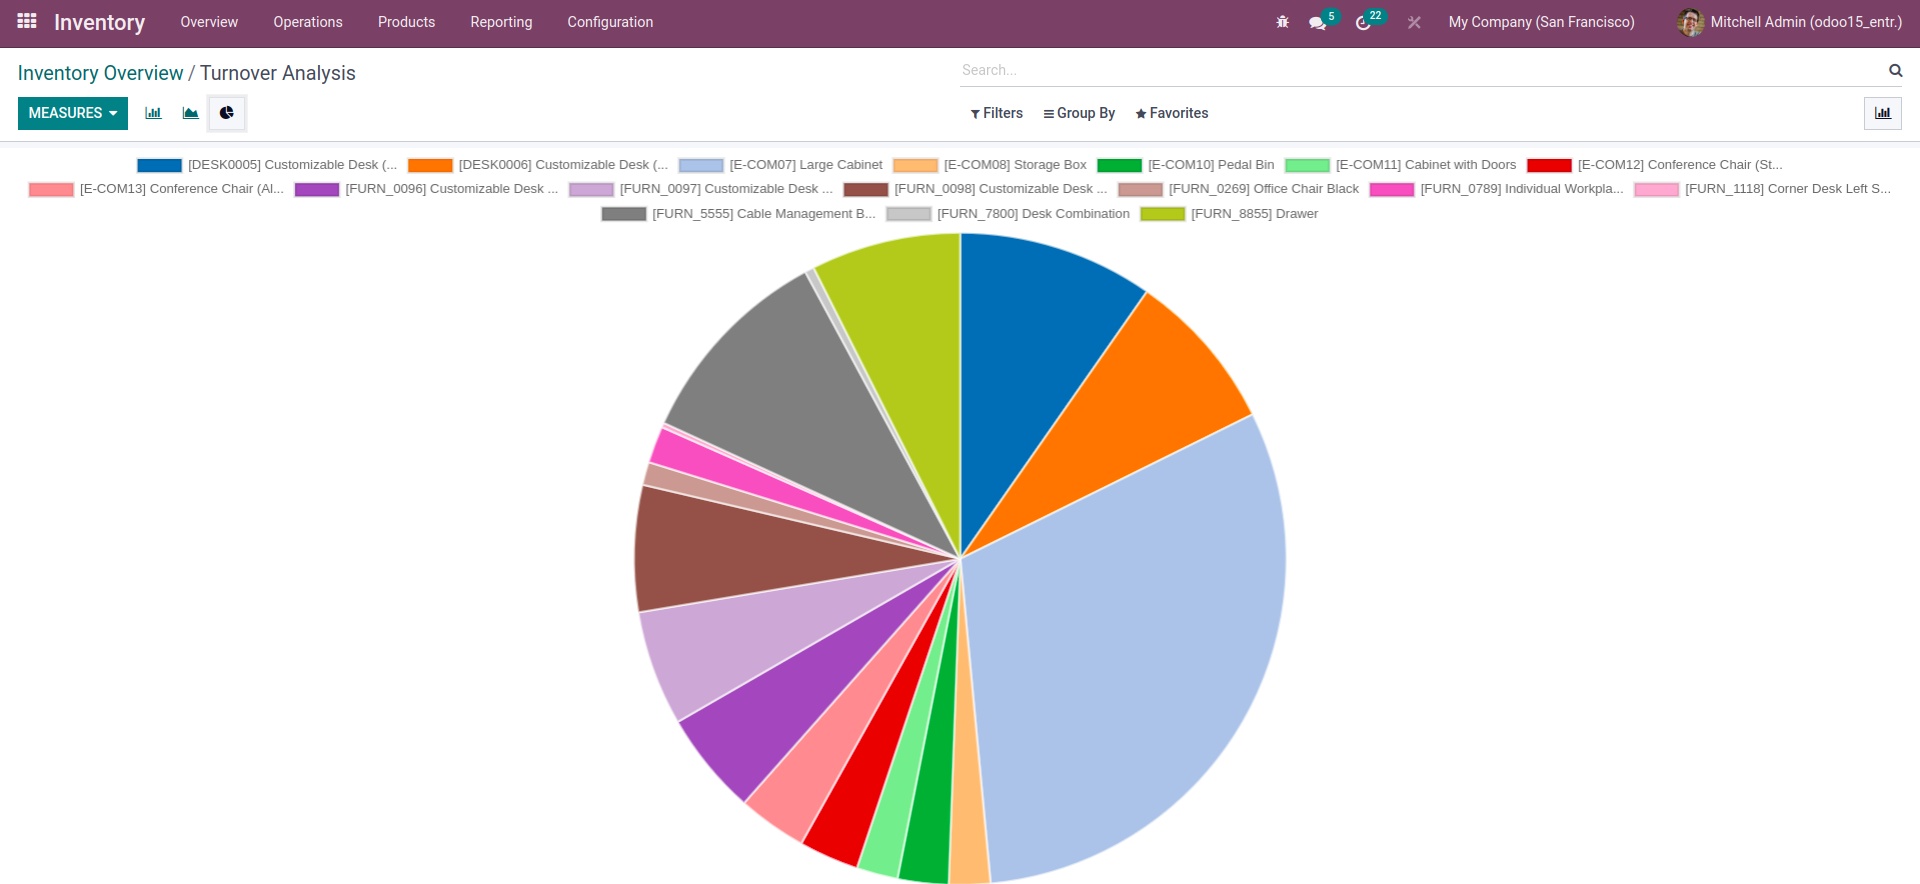 Inventory Overview Operations Products Reporting Configuration 5 22 My Company (San Francisco) Mitchell Admin (odoo15_entr.)
Inventory Overview / Turnover Analysis Search...
MEASURES Filters Group By Favorites
[DESK0005] Customizable Desk (... [DESK0006] Customizable Desk (... [E-COM07] Large Cabinet [E-COM08] Storage Box [E-COM10] Pedal Bin [E-COM11] Cabinet with Doors [E-COM12] Conference Chair (St...
[E-COM13] Conference Chair (Al... [FURN_0096] Customizable Desk ... [FURN_0097] Customizable Desk ... [FURN_0098] Customizable Desk ... [FURN_0269] Office Chair Black [FURN_0789] Individual Workpla... [FURN_1118] Corner Desk Left S...
[FURN_5555] Cable Management B... [FURN_7800] Desk Combination [FURN_8855] Drawer